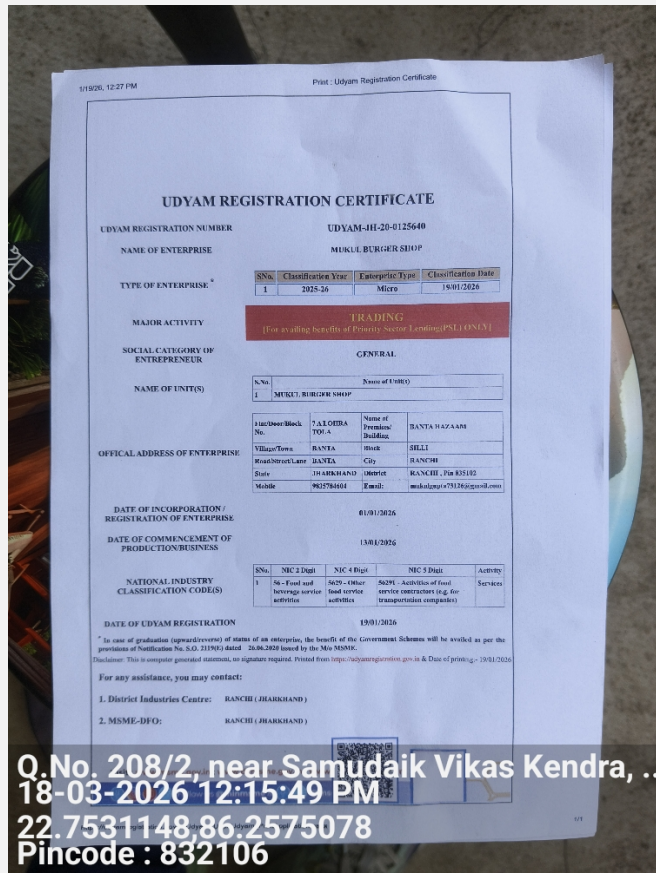 1/19/26, 12:27 PM Print : Udyam Registration Certificate
UDYAM REGISTRATION CERTIFICATE
UDYAM REGISTRATION NUMBER UDYAM-JH-20-0125640
NAME OF ENTERPRISE MUKUL BURGER SHOP
TYPE OF ENTERPRISE *
SNo. Classification Year Enterprise Type Classification Date
1 2025-26 Micro 19/01/2026
MAJOR ACTIVITY
TRADING
[For availing benefits of Priority Sector Lending(PSL) ONLY]
SOCIAL CATEGORY OF
ENTREPRENEUR
GENERAL
NAME OF UNIT(S)
S.No. Name of Unit(s)
1 MUKUL BURGER SHOP
OFFICAL ADDRESS OF ENTERPRISE
Flat/Door/Block No. 7 ALOHRA TOLA Name of Premises/ Building BANTA HAZAAM
Village/Town BANTA Block SILLI
Road/Street/Lane BANTA City RANCHI
State JHARKHAND District RANCHI , Pin 835102
Mobile Email:
DATE OF INCORPORATION /
REGISTRATION OF ENTERPRISE
01/01/2026
DATE OF COMMENCEMENT OF
PRODUCTION/BUSINESS
13/01/2026
NATIONAL INDUSTRY
CLASSIFICATION CODE(S)
SNo. NIC 2 Digit NIC 4 Digit NIC 5 Digit Activity
1 56 - Food and 5629 - Other 56291 - Activities of food Services
beverage service food service service contractors (e.g. for
activities activities transportation companies)
DATE OF UDYAM REGISTRATION 19/01/2026
* In case of graduation (upward/reverse) of status of an enterprise, the benefit of the Government Schemes will be availed as per the
provisions of Notification No. S.O. 2119(E) dated 26.06.2020 issued by the M/o MSME.
Disclaimer: This is computer generated statement, no signature required. Printed from https://udyamregistration.gov.in & Date of printing:- 19/01/2026
For any assistance, you may contact:
1. District Industries Centre: RANCHI ( JHARKHAND )
2. MSME-DFO: RANCHI ( JHARKHAND )
Q.No. 208/2, near Samudaik Vikas Kendra, ..
18-03-2026 12:15:49 PM
22.7531148,86.2575078
Pincode : 832106
1/1